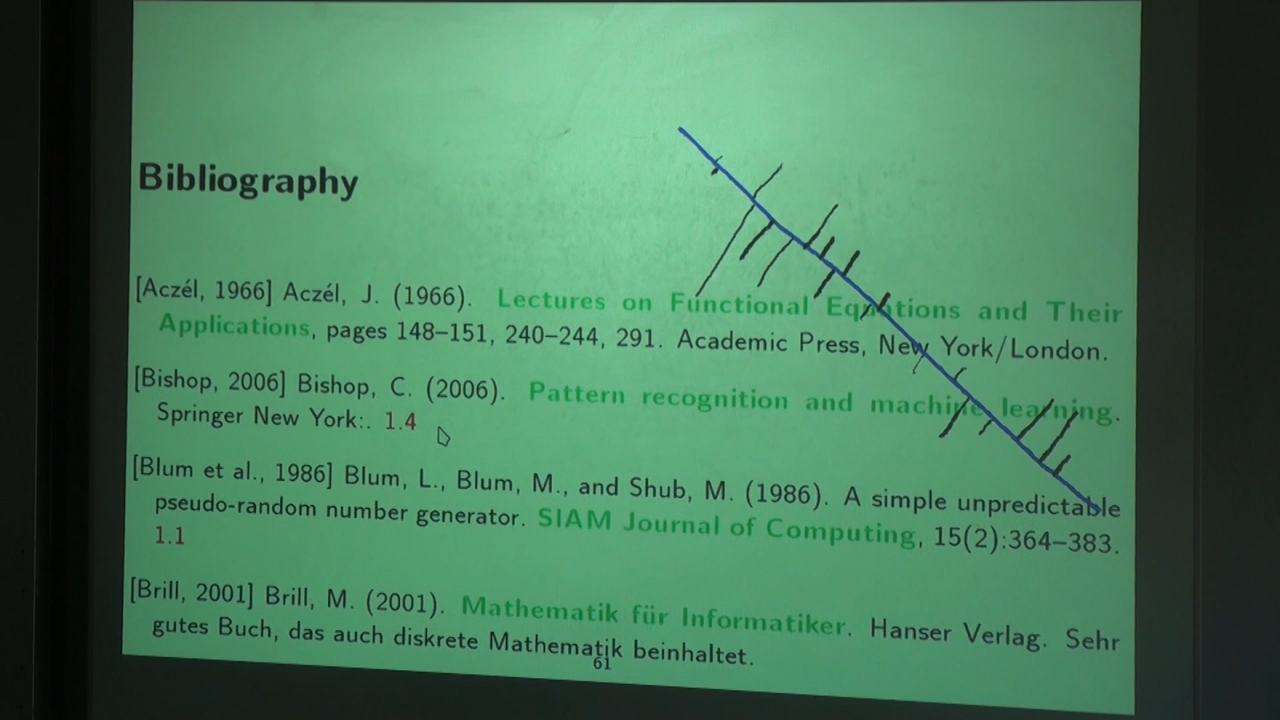 Bibliography
[Aczél, 1966] Aczél, J. (1966). Lectures on Functional Equations and Their
Applications, pages 148–151, 240–244, 291. Academic Press, New York/London.
[Bishop, 2006] Bishop, C. (2006). Pattern recognition and machine learning.
Springer New York:. 1.4
[Blum et al., 1986] Blum, L., Blum, M., and Shub, M. (1986). A simple unpredictable
pseudo-random number generator. SIAM Journal of Computing, 15(2):364–383.
1.1
[Brill, 2001] Brill, M. (2001). Mathematik für Informatiker. Hanser Verlag. Sehr
gutes Buch, das auch diskrete Mathematik beinhaltet.
61